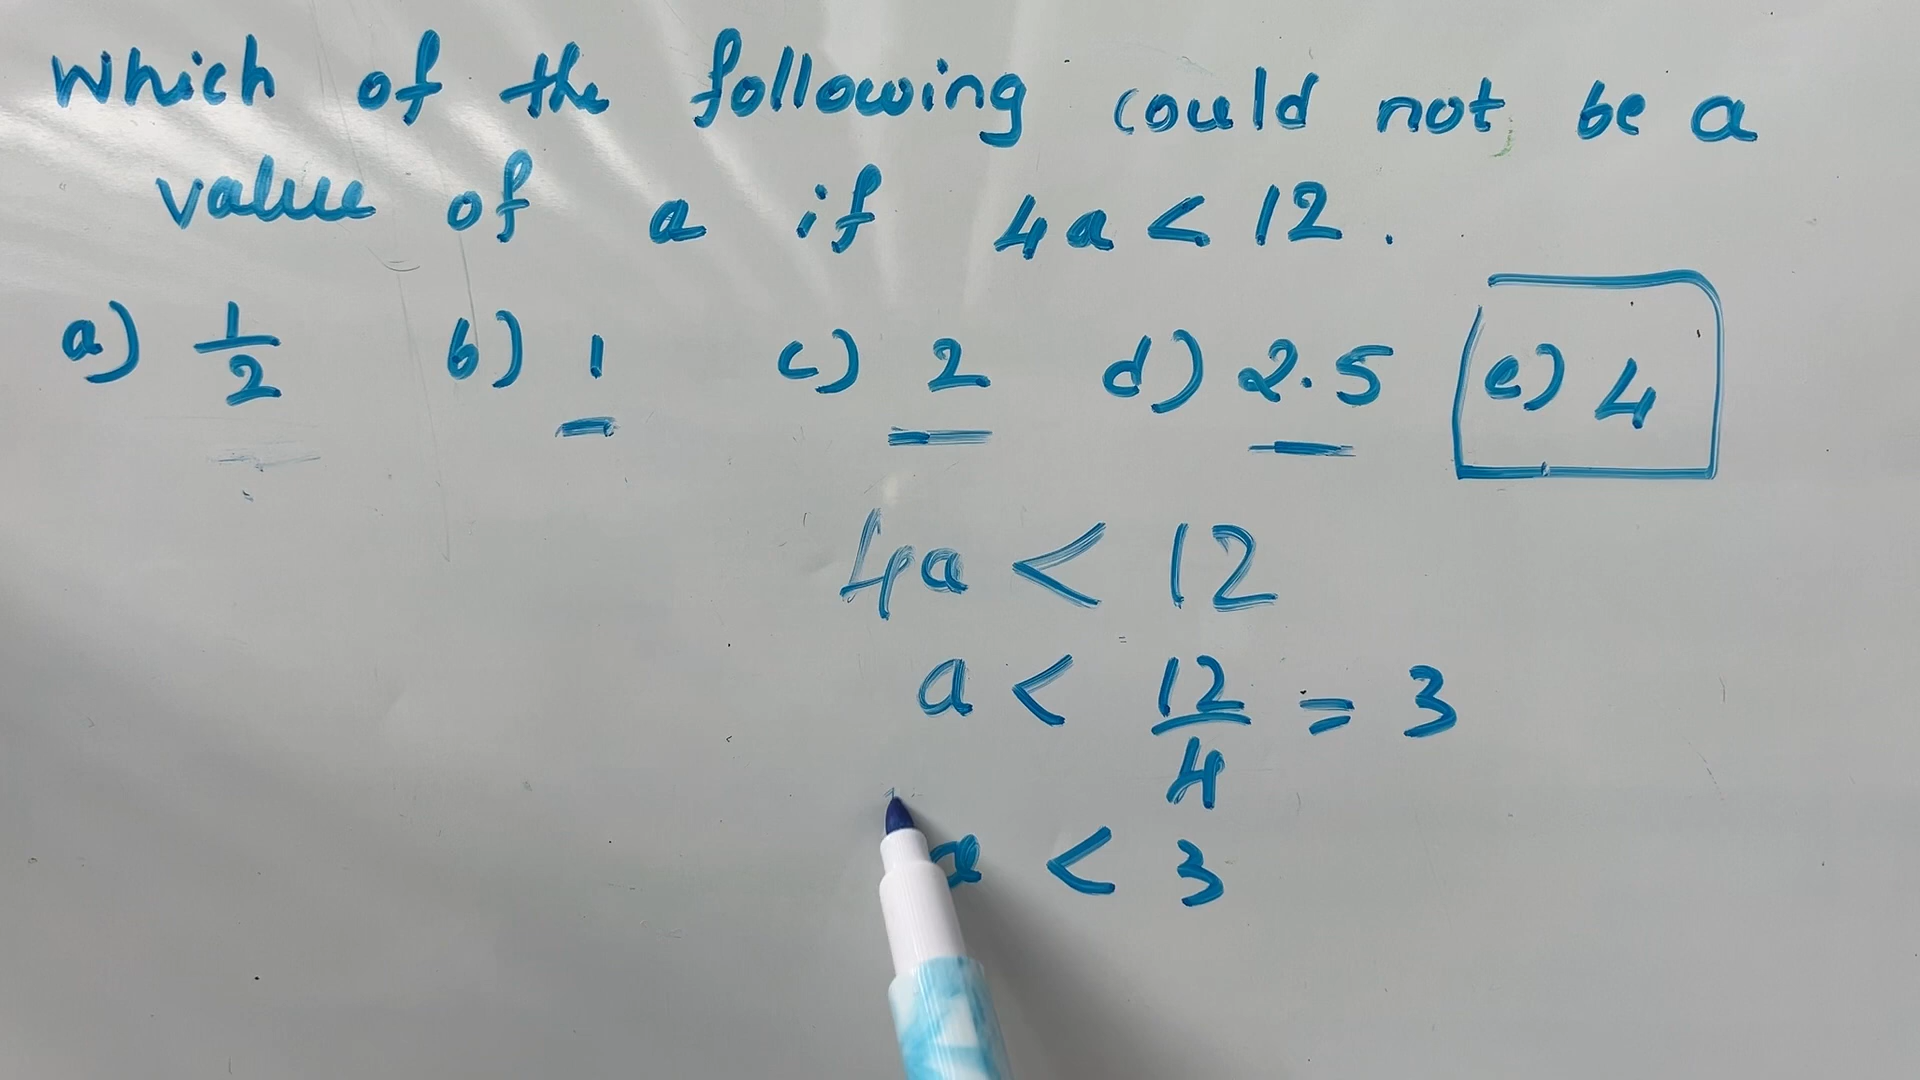 Which of the following could not be a
value of a if 4a < 12.
a) 1/2 b) 1 c) 2 d) 2.5 e) 4
4a < 12
a < 12/4 = 3
< 3